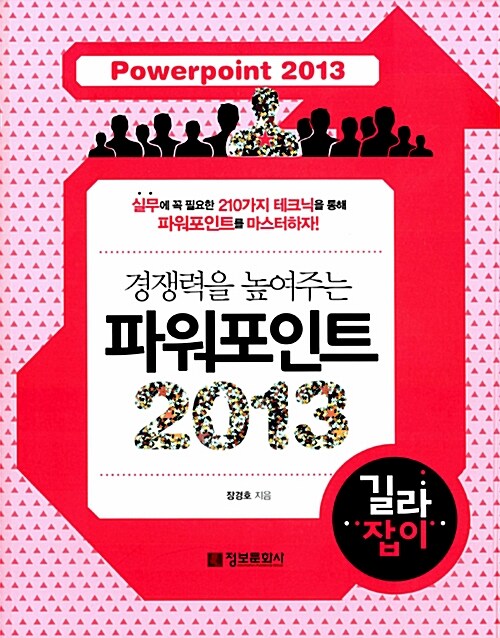 Powerpoint 2013
실무에 꼭 필요한 210가지 테크닉을 통해
파워포인트를 마스터하자!
경쟁력을 높여주는
파워포인트
2013
장경호 지음
길라
잡이
정보문화사